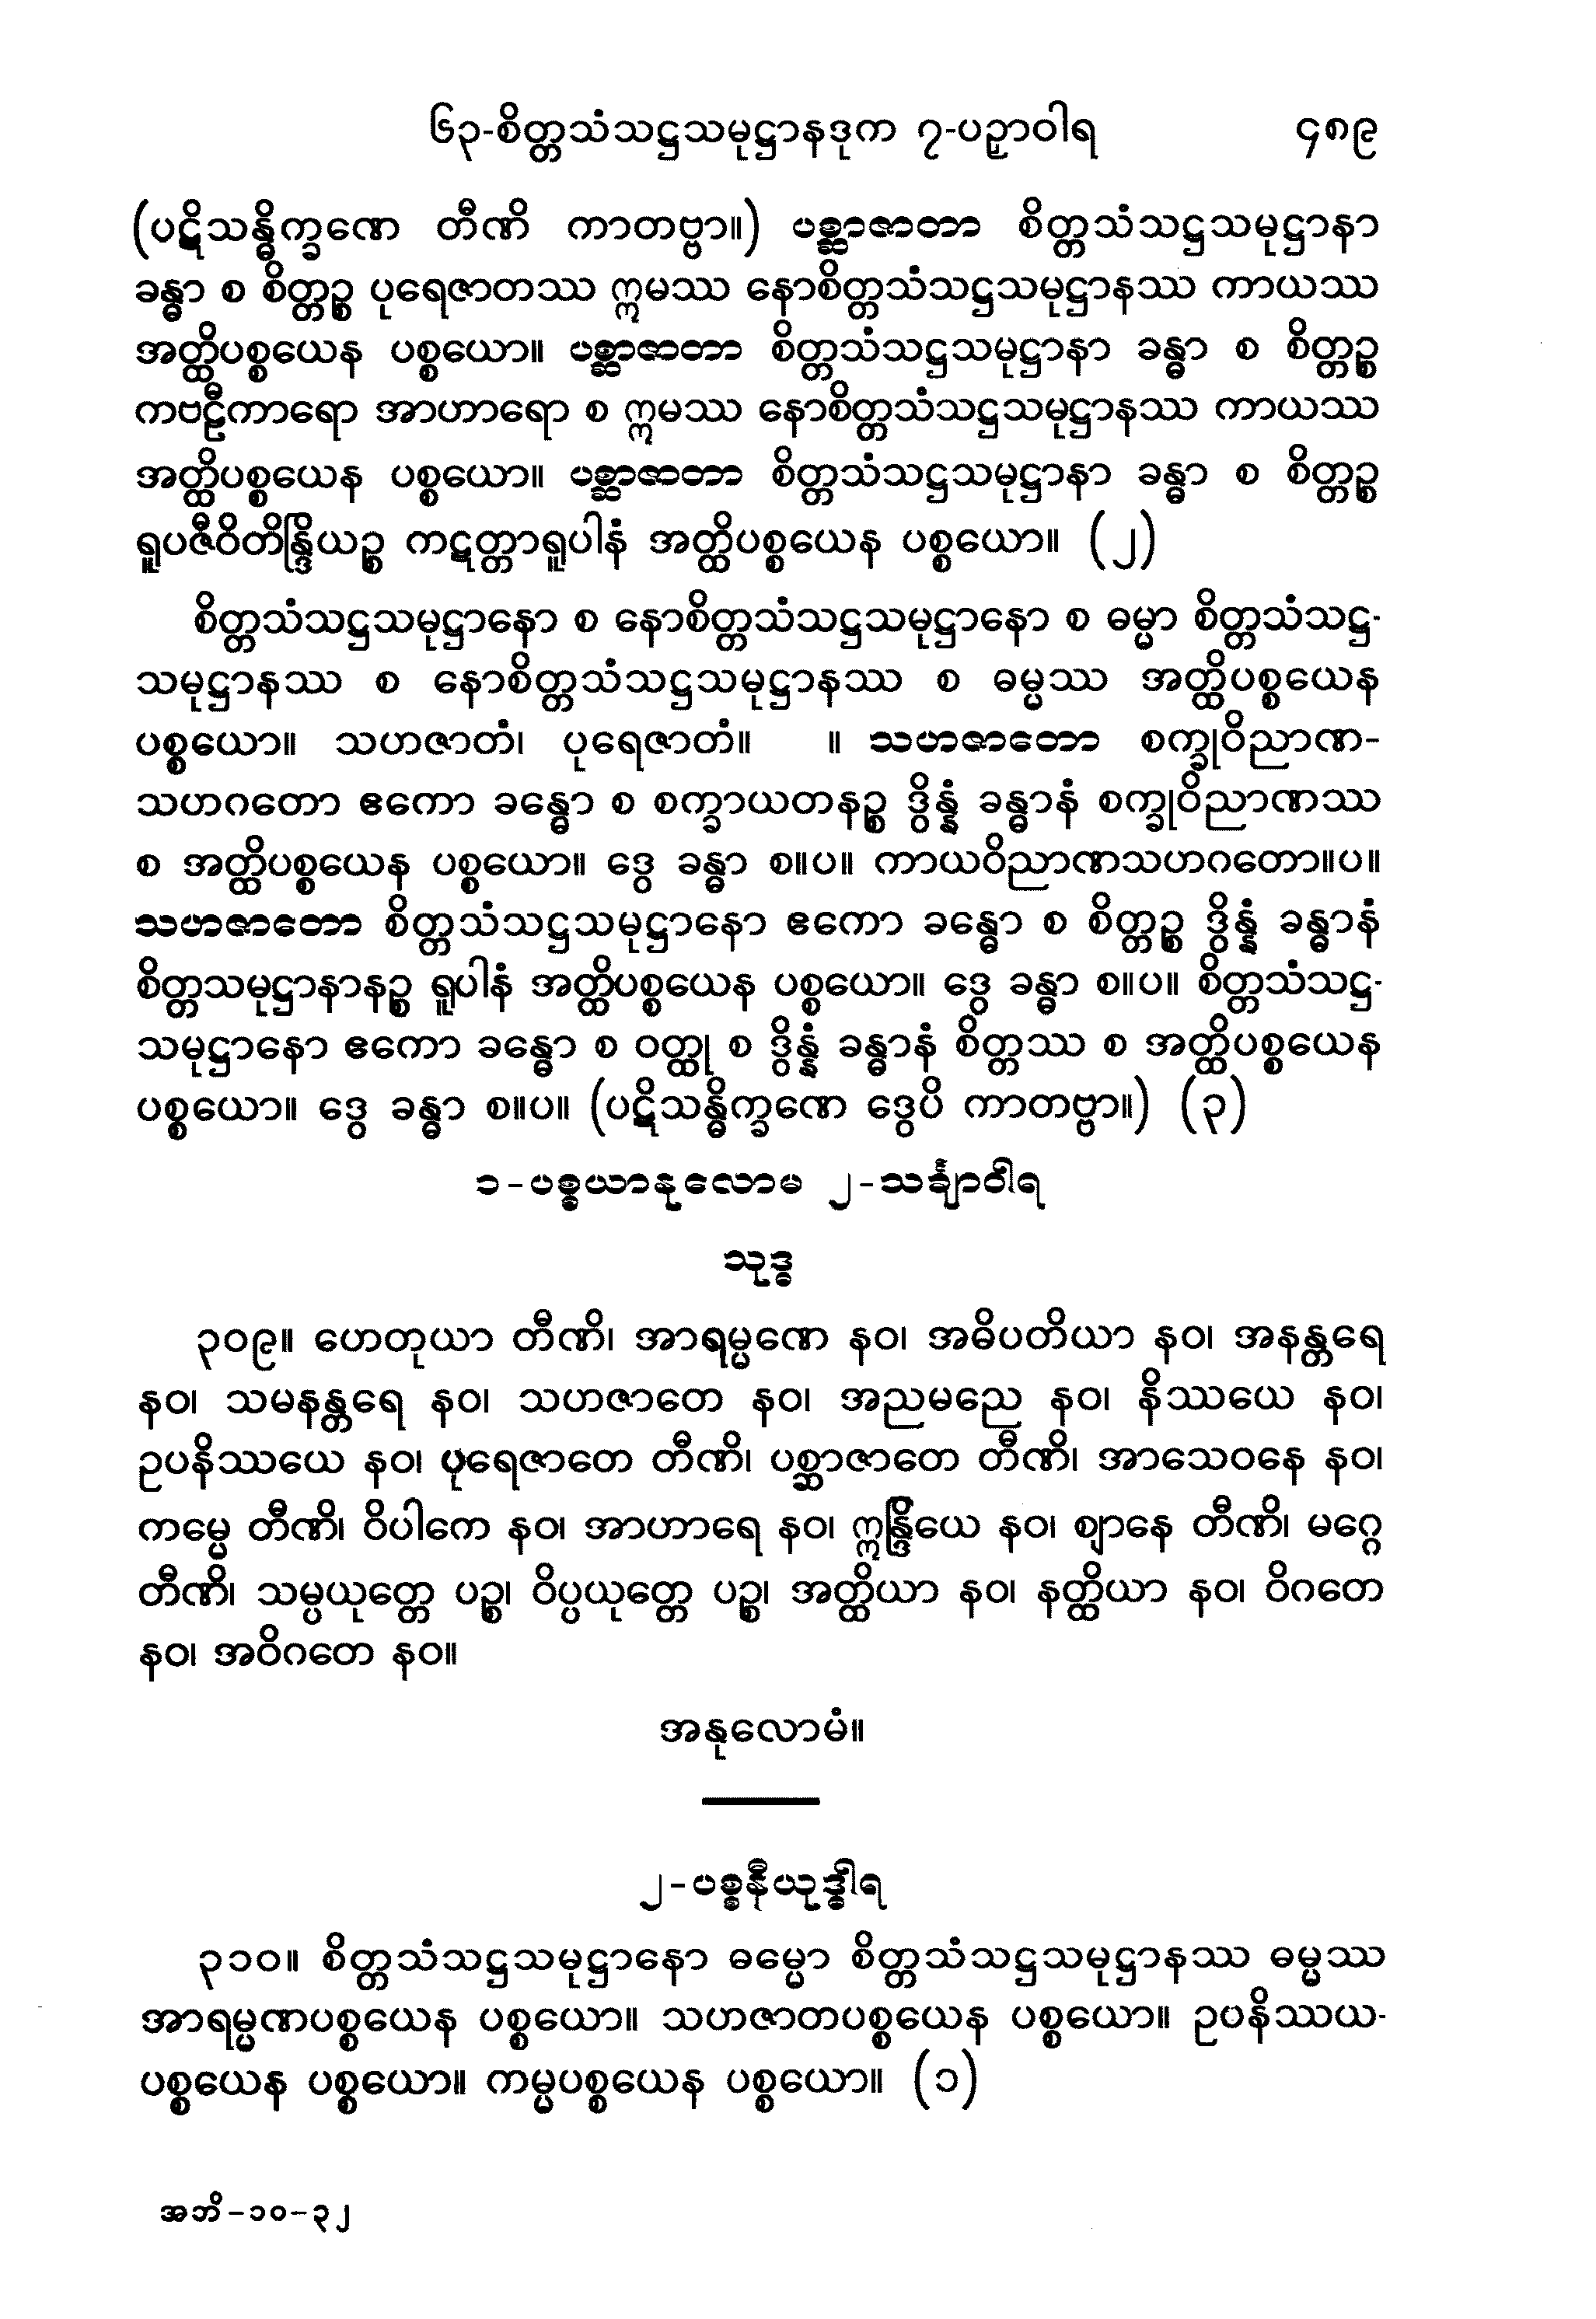 ၆၃-စိတ္တသံသဋ္ဌသမုဋ္ဌာနဒုက ၇-ပဉှာဝါရ ၄၈၉
(ပဋိသန္ဓိက္ခဏေ တီဏိ ကာတဗ္ဗာ။) ပစ္ဆာဇာတာ စိတ္တသံသဋ္ဌသမုဋ္ဌာနာ
ခန္ဓာ စ စိတ္တဉ္စ ပုရေဇာတဿ ဣမဿ နောစိတ္တသံသဋ္ဌသမုဋ္ဌာနဿ ကာယဿ
အတ္ထိပစ္စယေန ပစ္စယော။ ပစ္ဆာဇာတာ စိတ္တသံသဋ္ဌသမုဋ္ဌာနာ ခန္ဓာ စ စိတ္တဉ္စ
ကဗဠီကာရော အာဟာရော စ ဣမဿ နောစိတ္တသံသဋ္ဌသမုဋ္ဌာနဿ ကာယဿ
အတ္ထိပစ္စယေန ပစ္စယော။ ပစ္ဆာဇာတာ စိတ္တသံသဋ္ဌသမုဋ္ဌာနာ ခန္ဓာ စ စိတ္တဉ္စ
ရူပဇီဝိတိန္ဒြိယဉ္စ ကဋတ္တာရူပါနံ အတ္ထိပစ္စယေန ပစ္စယော။ (၂)
စိတ္တသံသဋ္ဌသမုဋ္ဌာနော စ နောစိတ္တသံသဋ္ဌသမုဋ္ဌာနော စ ဓမ္မာ စိတ္တသံသဋ္ဌ-
သမုဋ္ဌာနဿ စ နောစိတ္တသံသဋ္ဌသမုဋ္ဌာနဿ စ ဓမ္မဿ အတ္ထိပစ္စယေန
ပစ္စယော။ သဟဇာတံ၊ ပုရေဇာတံ။ ။ သဟဇာတော စက္ခုဝိညာဏ-
သဟဂတော ဧကော ခန္ဓော စ စက္ခာယတနဉ္စ ဒွိန္နံ ခန္ဓာနံ စက္ခုဝိညာဏဿ
စ အတ္ထိပစ္စယေန ပစ္စယော။ ဒွေ ခန္ဓာ စ။ပ။ ကာယဝိညာဏသဟဂတော။ပ။
သဟဇာတော စိတ္တသံသဋ္ဌသမုဋ္ဌာနော ဧကော ခန္ဓော စ စိတ္တဉ္စ ဒွိန္နံ ခန္ဓာနံ
စိတ္တသမုဋ္ဌာနာနဉ္စ ရူပါနံ အတ္ထိပစ္စယေန ပစ္စယော။ ဒွေ ခန္ဓာ စ။ပ။ စိတ္တသံသဋ္ဌ-
သမုဋ္ဌာနော ဧကော ခန္ဓော စ ဝတ္ထု စ ဒွိန္နံ ခန္ဓာနံ စိတ္တဿ စ အတ္ထိပစ္စယေန
ပစ္စယော။ ဒွေ ခန္ဓာ စ။ပ။ (ပဋိသန္ဓိက္ခဏေ ဒွေပိ ကာတဗ္ဗာ။) (၃)
၁-ပစ္စယာနုလောမ ၂-သင်္ချာဝါရ
သုဒ္ဓ
၃၀၉။ ဟေတုယာ တီဏိ၊ အာရမ္မဏေ နဝ၊ အဓိပတိယာ နဝ၊ အနန္တရေ
နဝ၊ သမနန္တရေ နဝ၊ သဟဇာတေ နဝ၊ အညမညေ နဝ၊ နိဿယေ နဝ၊
ဥပနိဿယေ နဝ၊ ပုရေဇာတေ တီဏိ၊ ပစ္ဆာဇာတေ တီဏိ၊ အာသေဝနေ နဝ၊
ကမ္မေ တီဏိ၊ ဝိပါကေ နဝ၊ အာဟာရေ နဝ၊ ဣန္ဒြိယေ နဝ၊ ဈာနေ တီဏိ၊ မဂ္ဂေ
တီဏိ၊ သမ္ပယုတ္တေ ပဉ္စ၊ ဝိပ္ပယုတ္တေ ပဉ္စ၊ အတ္ထိယာ နဝ၊ နတ္ထိယာ နဝ၊ ဝိဂတေ
နဝ၊ အဝိဂတေ နဝ။
အနုလောမံ။
၂-ပစ္စနီယုဒ္ဓါရ
၃၁၀။ စိတ္တသံသဋ္ဌသမုဋ္ဌာနော ဓမ္မော စိတ္တသံသဋ္ဌသမုဋ္ဌာနဿ ဓမ္မဿ
အာရမ္မဏပစ္စယေန ပစ္စယော။ သဟဇာတပစ္စယေန ပစ္စယော။ ဥပနိဿယ-
ပစ္စယေန ပစ္စယော။ ကမ္မပစ္စယေန ပစ္စယော။ (၁)
အဘိ-၁၀-၃၂